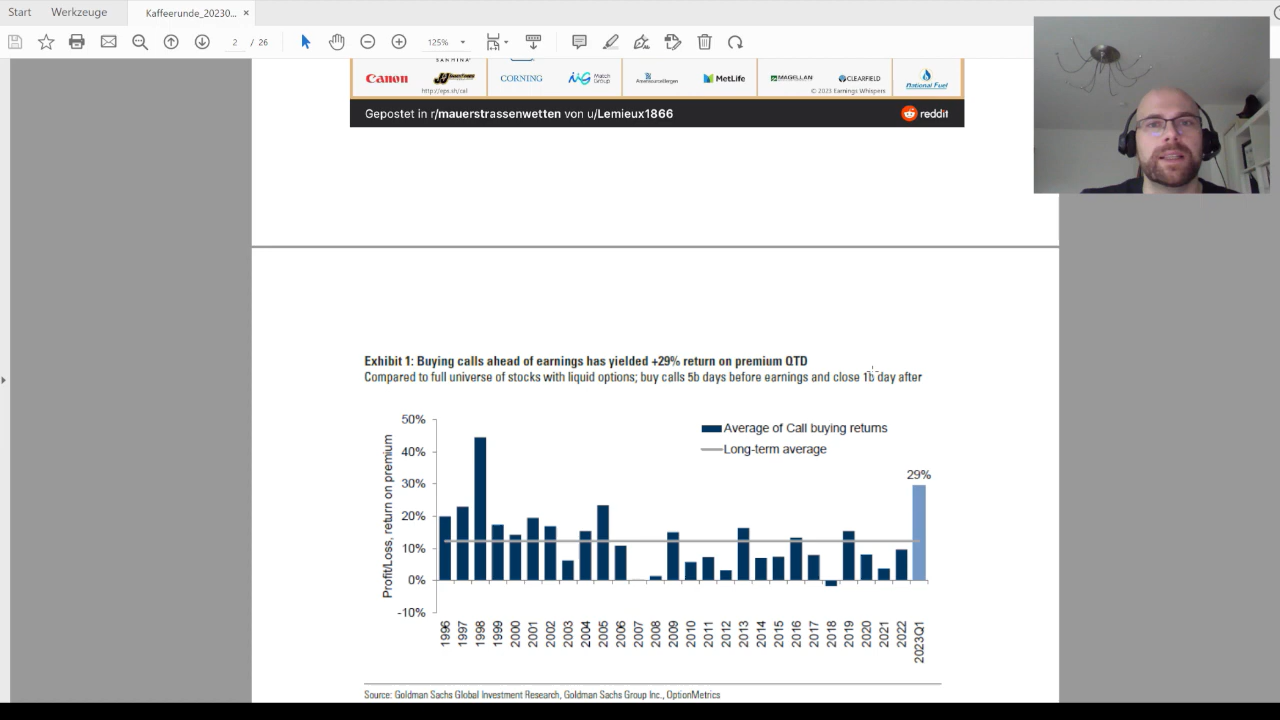 Start
Werkzeuge
Kaffeerunde_20230... ×
2 / 26
125%
SANMINA
Canon
CORNING
Match Group
AmerisourceBergen
MetLife
MAGELLAN
CLEARFIELD
National Fuel
http://eps.sh/cal
© 2023 Earnings Whispers
Gepostet in r/mauerstrassenwetten von u/Lemieux1866
reddit
Exhibit 1: Buying calls ahead of earnings has yielded +29% return on premium QTD
Compared to full universe of stocks with liquid options; buy calls 5b days before earnings and close 1b day after
Profit/Loss, return on premium
50%
40%
30%
20%
10%
0%
-10%
Average of Call buying returns
Long-term average
29%
1996
1997
1998
1999
2000
2001
2002
2003
2004
2005
2006
2007
2008
2009
2010
2011
2012
2013
2014
2015
2016
2017
2018
2019
2020
2021
2022
2023Q1
Source: Goldman Sachs Global Investment Research, Goldman Sachs Group Inc., OptionMetrics